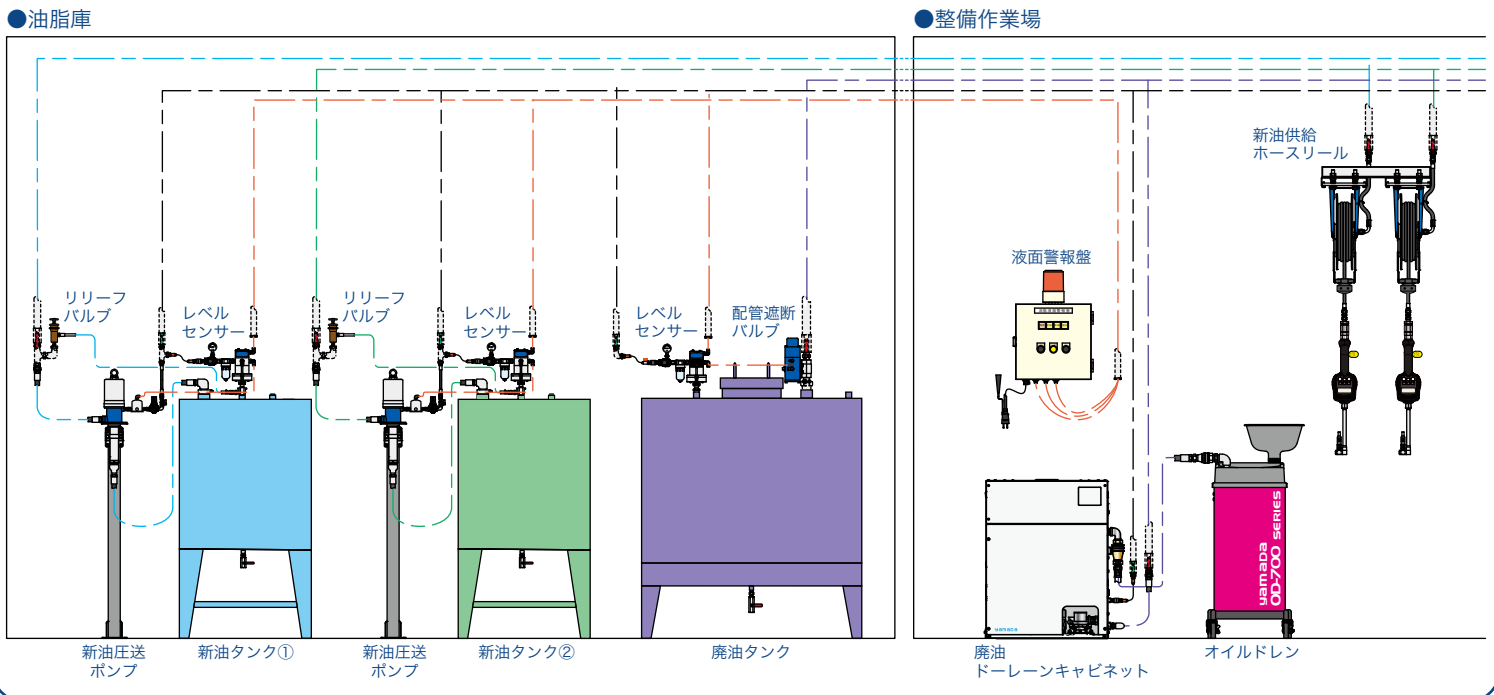 ●油脂庫
●整備作業場
新油供給
ホースリール
液面警報盤
リリーフ
バルブ
レベル
センサー
リリーフ
バルブ
レベル
センサー
レベル
センサー
配管遮断
バルブ
yamada
OD-700 SERIES
yamada
新油圧送
ポンプ
新油タンク①
新油圧送
ポンプ
新油タンク②
廃油タンク
廃油
ドーレーンキャビネット
オイルドレン